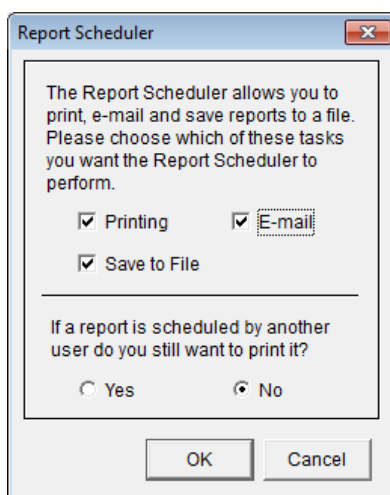 Report Scheduler
The Report Scheduler allows you to
print, e-mail and save reports to a file.
Please choose which of these tasks
you want the Report Scheduler to
perform.
Printing E-mail
Save to File
If a report is scheduled by another
user do you still want to print it?
Yes No
OK Cancel